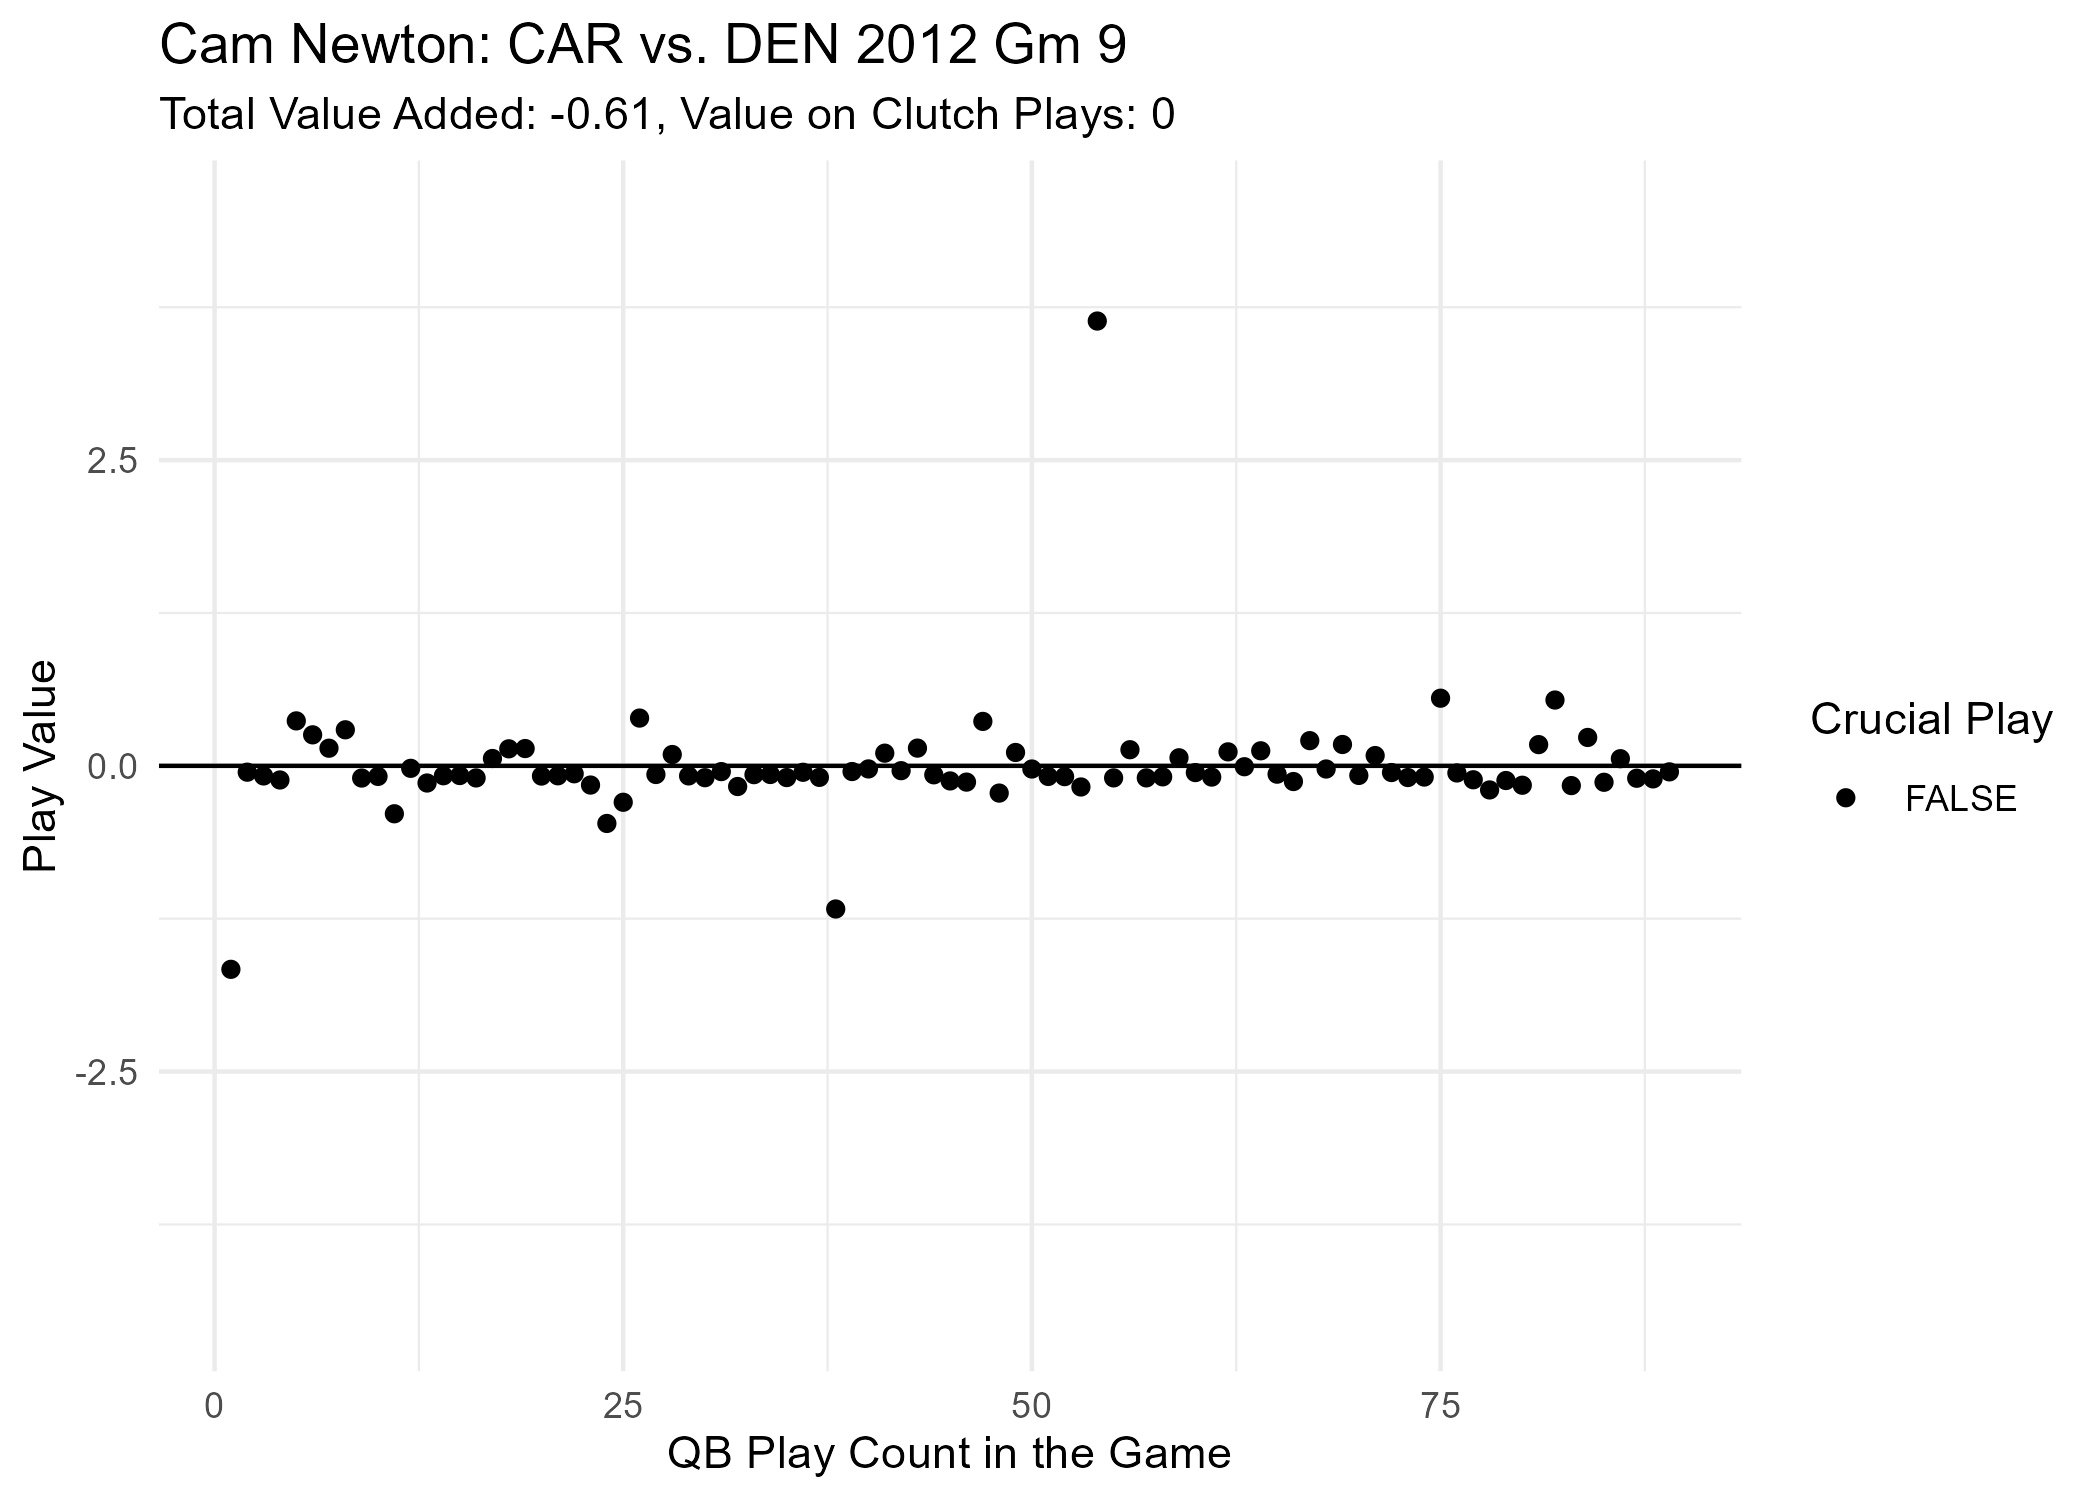 Cam Newton: CAR vs. DEN 2012 Gm 9
Total Value Added: -0.61, Value on Clutch Plays: 0
2.5
0.0
-2.5
Play Value
0
25
50
75
QB Play Count in the Game
Crucial Play
FALSE